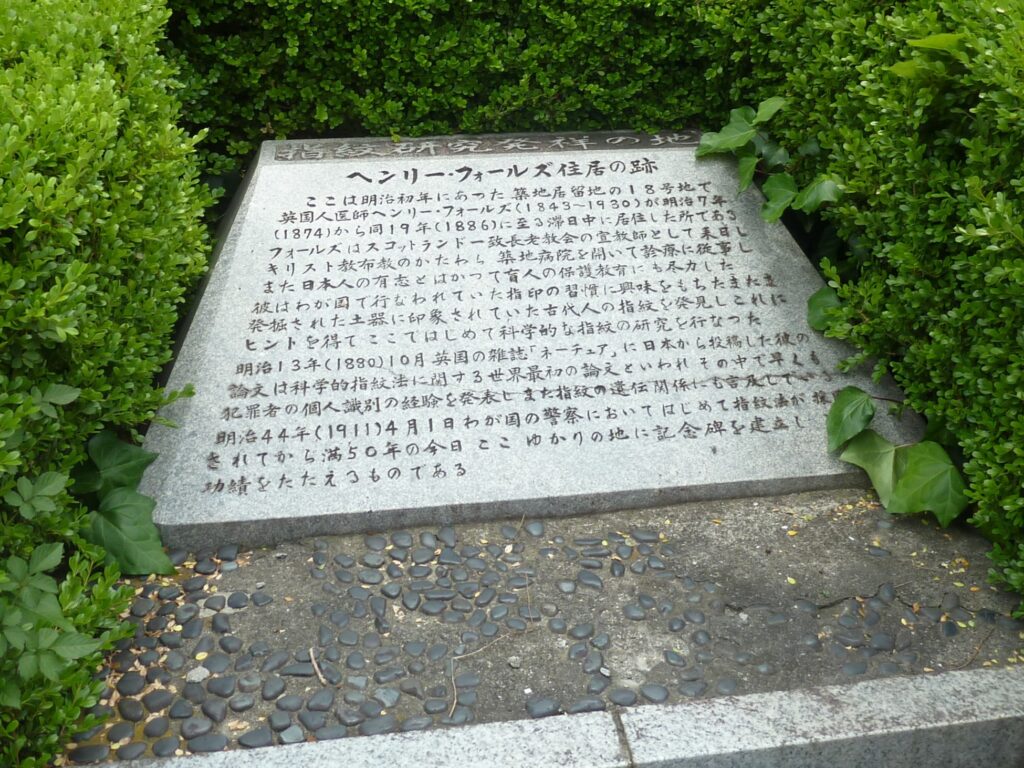 指紋研究発祥の地
ヘンリー・フォールズ住居の跡
ここは明治初年にあった 築地居留地の18号地で
英国人医師ヘンリー・フォールズ(1843~1930)が明治7年
(1874)から同19年(1886)に至る滞日中に居住した所である
フォールズはスコットランド一致長老教会の宣教師として来日し
キリスト教布教のかたわら 築地病院を開いて診療に従事し
また日本人の有志とはかつて盲人の保護教育にも尽力した
彼はわが国で行なわれていた指印の習慣に興味をもちたまたま
発掘された土器に印象されていた古代人の指紋を発見しこれに
ヒントを得て ここではじめて科学的な指紋の研究を行なつた
明治13年(1880)10月 英国の雑誌「ネーチュア」に日本から投稿した彼の
論文は科学的指紋法に関する世界最初の論文といわれ その中で早くも
犯罪者の個人識別の経験を発表し また指紋の遺伝関係にも言及している
明治44年(1911)4月1日わが国の警察においてはじめて指紋法が採
されてから満50年の今日 ここ ゆかりの地に記念碑を建立し
功績をたたえるものである